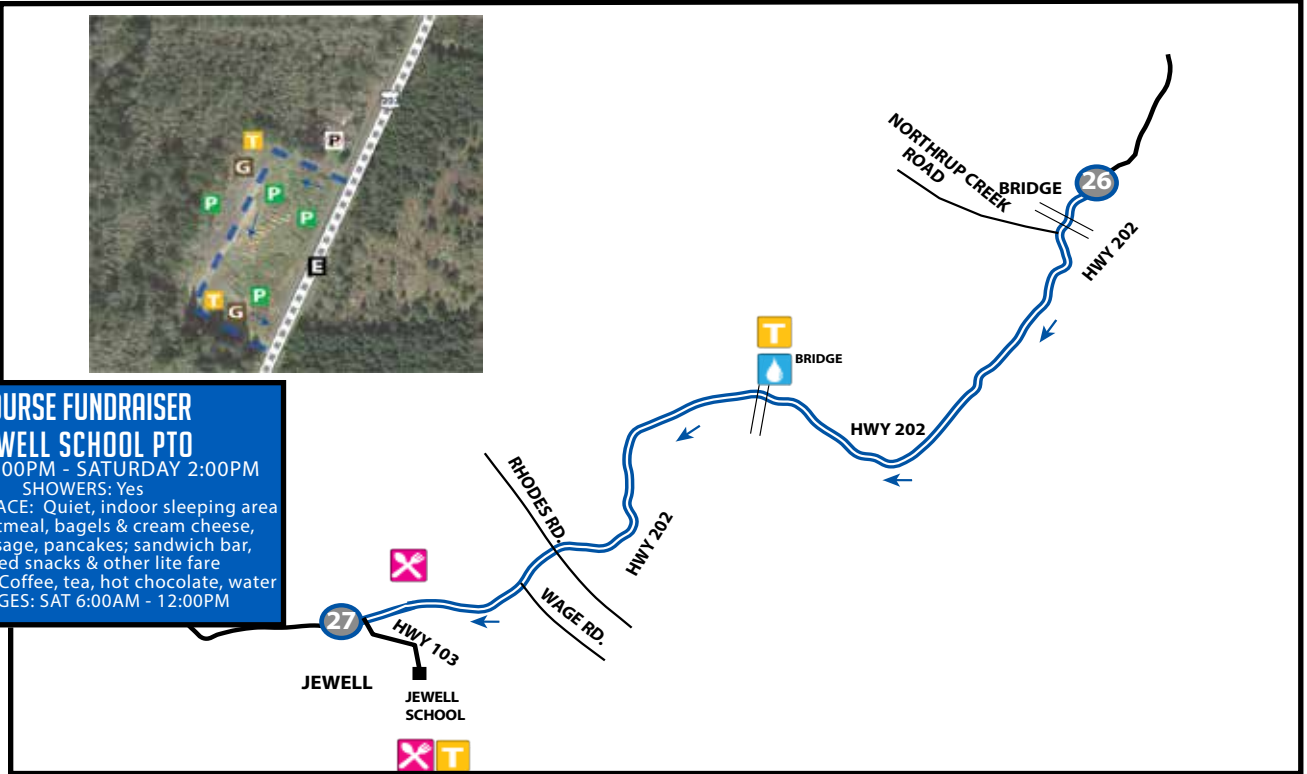 202
T
P
G
P
P
P
E
T
G
P
NORTHRUP CREEK
ROAD
BRIDGE
26
HWY 202
T
BRIDGE
HWY 202
RHODES RD.
HWY 202
WAGE RD.
OURSE FUNDRAISER
WELL SCHOOL PTO
00PM - SATURDAY 2:00PM
SHOWERS: Yes
ACE: Quiet, indoor sleeping area
tmeal, bagels & cream cheese,
sage, pancakes; sandwich bar,
ed snacks & other lite fare
Coffee, tea, hot chocolate, water
GES: SAT 6:00AM - 12:00PM
27
HWY 103
JEWELL
JEWELL
SCHOOL
T